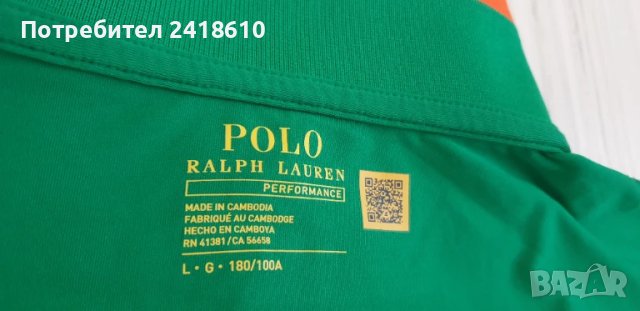 Потребител 2418610
POLO
RALPH LAUREN
PERFORMANCE
MADE IN CAMBODIA
FABRIQUÉ AU CAMBODGE
HECHO EN CAMBOYA
RN 41381/CA 56658
L • G • 180/100A
BAZAR